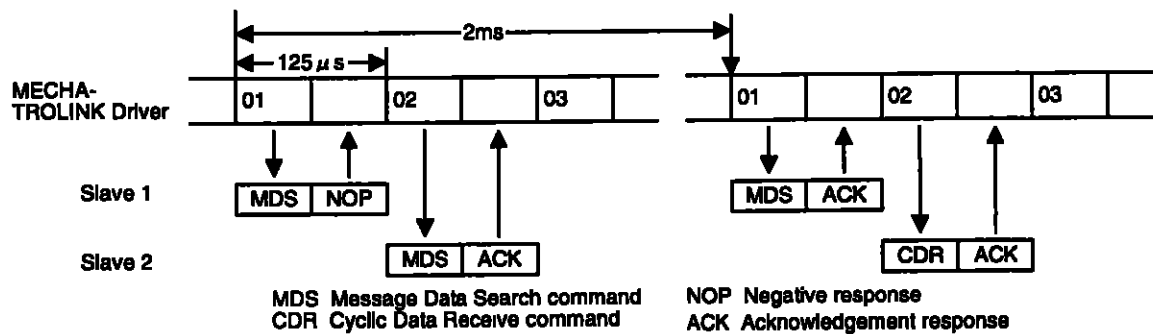 2ms
125 μs
MECHA-
TROLINK Driver
01 02 03 01 02 03
Slave 1
MDS NOP MDS ACK
Slave 2
MDS ACK CDR ACK
MDS Message Data Search command
CDR Cyclic Data Receive command
NOP Negative response
ACK Acknowledgement response